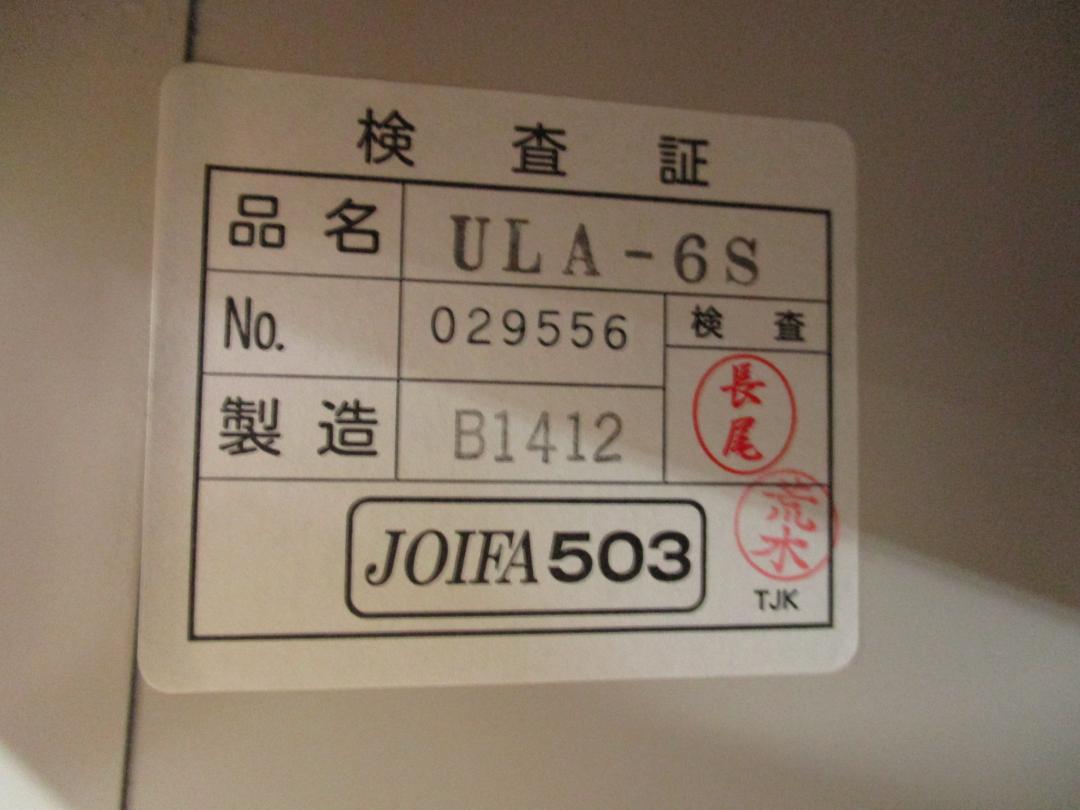 検査証
品名 ULA-6S
No. 029556 検査
製造 B1412
長尾
荒木
JOIFA503
TJK